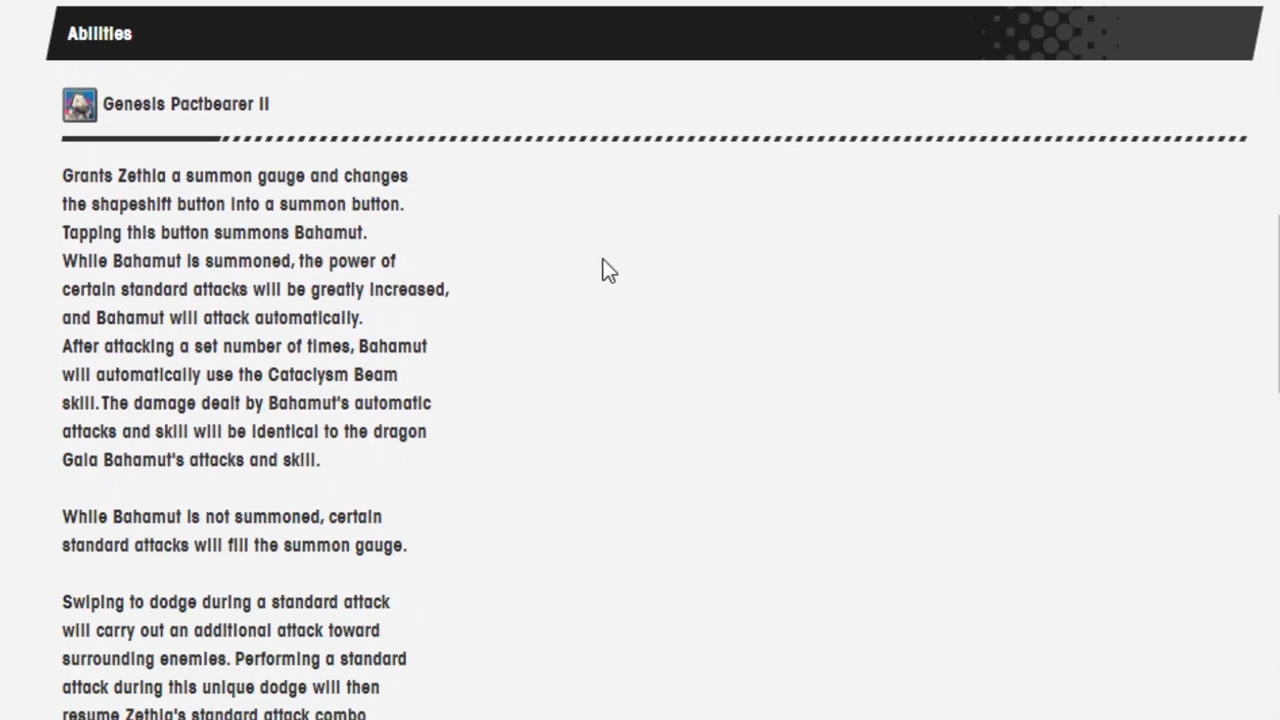 Abilities
Genesis Pactbearer II
Grants Zethia a summon gauge and changes
the shapeshift button into a summon button.
Tapping this button summons Bahamut.
While Bahamut is summoned, the power of
certain standard attacks will be greatly increased,
and Bahamut will attack automatically.
After attacking a set number of times, Bahamut
will automatically use the Cataclysm Beam
skill. The damage dealt by Bahamut's automatic
attacks and skill will be identical to the dragon
Gala Bahamut's attacks and skill.
While Bahamut is not summoned, certain
standard attacks will fill the summon gauge.
Swiping to dodge during a standard attack
will carry out an additional attack toward
surrounding enemies. Performing a standard
attack during this unique dodge will then
resume Zethia's standard attack combo